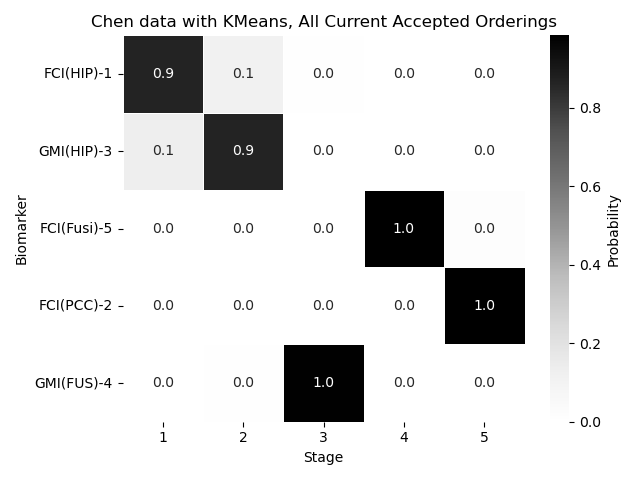 Chen data with KMeans, All Current Accepted Orderings
FCI(HIP)-1 0.9 0.1 0.0 0.0 0.0
GMI(HIP)-3 0.1 0.9 0.0 0.0 0.0
FCI(Fusi)-5 0.0 0.0 0.0 1.0 0.0
FCI(PCC)-2 0.0 0.0 0.0 0.0 1.0
GMI(FUS)-4 0.0 0.0 1.0 0.0 0.0
1 2 3 4 5
Stage
Biomarker
0.8
0.6
0.4
0.2
0.0
Probability